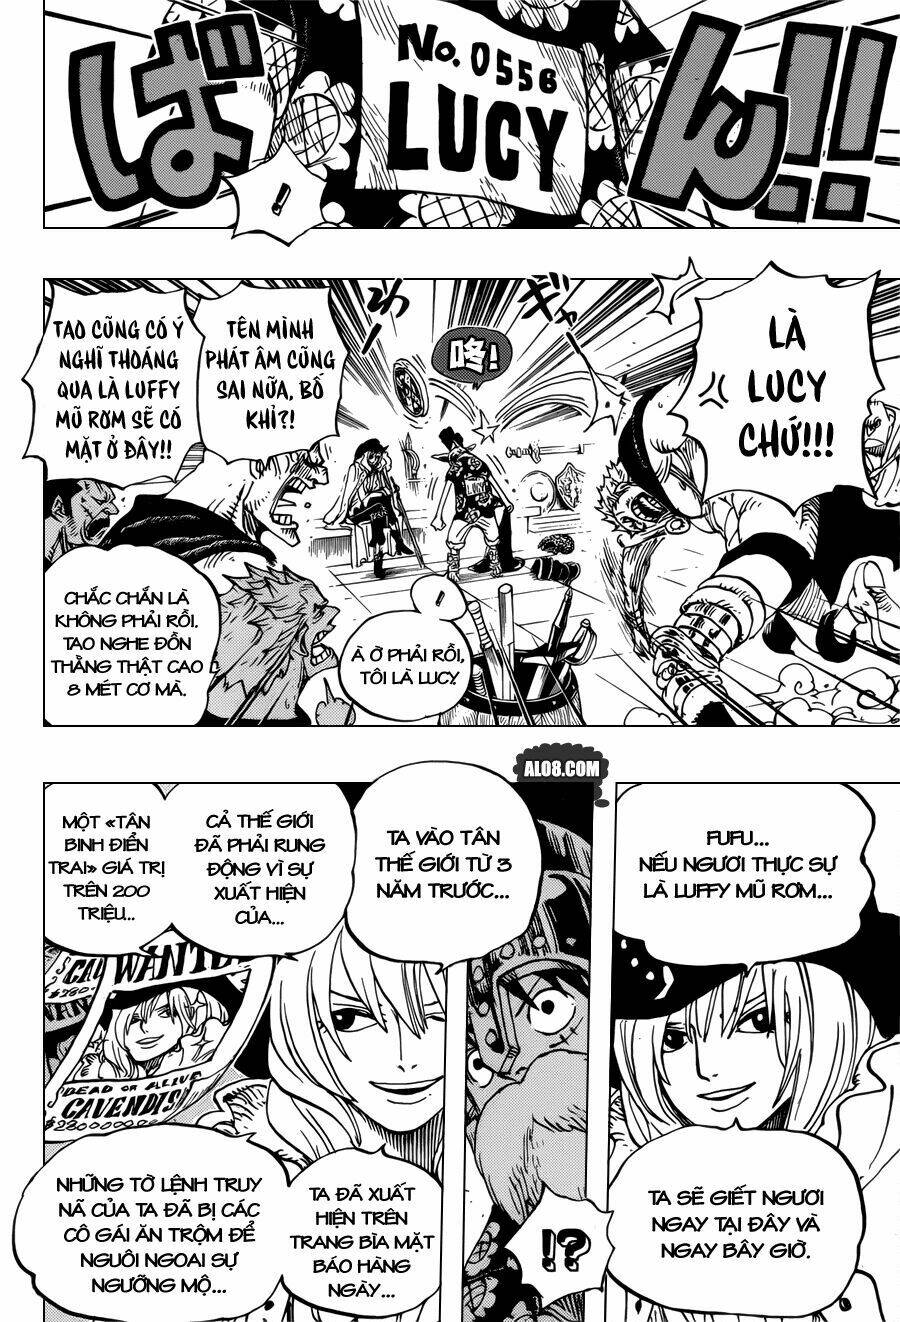 ばん!!
No. 0556
LUCY
!
LÀ
LUCY
CHỨ!!!
TÊN MÌNH
PHÁT ÂM CŨNG
SAI NỮA, BỐ
KHỈ?!
TAO CŨNG CÓ Ý
NGHĨ THOÁNG
QUA LÀ LUFFY
MŨ RƠM SẼ CÓ
MẶT Ở ĐÂY!!
咚!
CHẮC CHẮN LÀ
KHÔNG PHẢI RỒI.
TAO NGHE ĐỒN
THẰNG THẬT CAO
3 MÉT CƠ MÀ.
À Ờ PHẢI RỒI,
TÔI LÀ LUCY
AL08.COM
FUFU...
NẾU NGƯƠI THỰC SỰ
LÀ LUFFY MŨ RƠM...
TA SẼ GIẾT NGƯƠI
NGAY TẠI ĐÂY VÀ
NGAY BÂY GIỜ.
!?
TA VÀO TÂN
THẾ GIỚI TỪ 3
NĂM TRƯỚC...
CẢ THẾ GIỚI
ĐÃ PHẢI RUNG
ĐỘNG VÌ SỰ
XUẤT HIỆN
CỦA...
MỘT «TÂN
BINH ĐIỂN
TRAI» GIÁ TRỊ
TRÊN 200
TRIỆU...
DEAD OR ALIVE
CAVENDISH
TA ĐÃ XUẤT
HIỆN TRÊN
TRANG BÌA MẶT
BÁO HÀNG
NGÀY...
NHỮNG TỜ LỆNH TRUY
NÃ CỦA TA ĐÃ BỊ CÁC
CÔ GÁI ĂN TRỘM ĐỂ
NGUÔI NGOAI SỰ
NGƯỠNG MỘ...